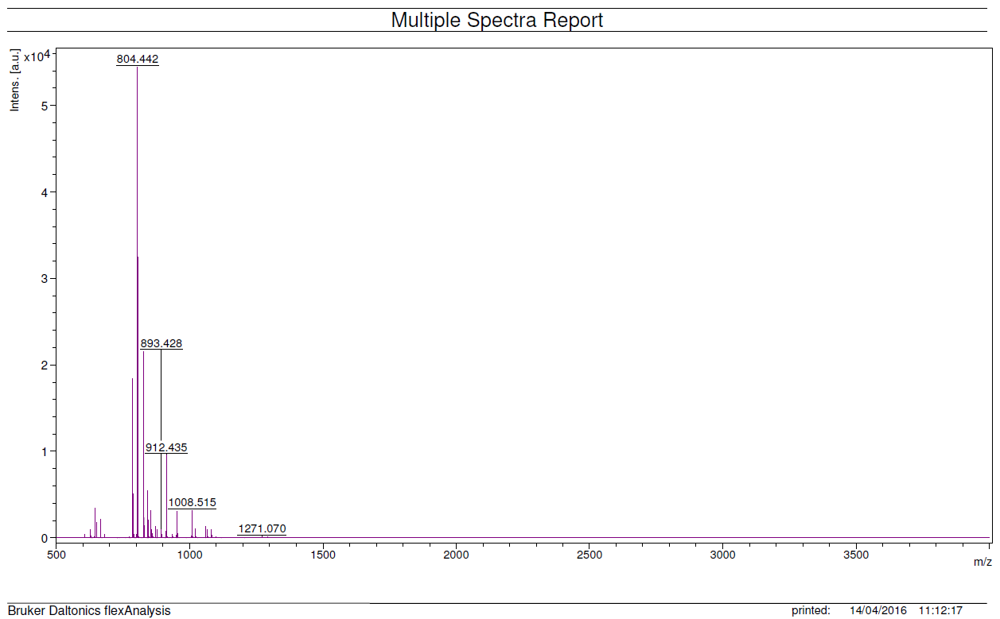 Multiple Spectra Report
Intens. [a.u.]
x10⁴
5
4
3
2
1
0
804.442
893.428
912.435
1008.515
1271.070
500 1000 1500 2000 2500 3000 3500
m/z
Bruker Daltonics flexAnalysis printed: 14/04/2016 11:12:17